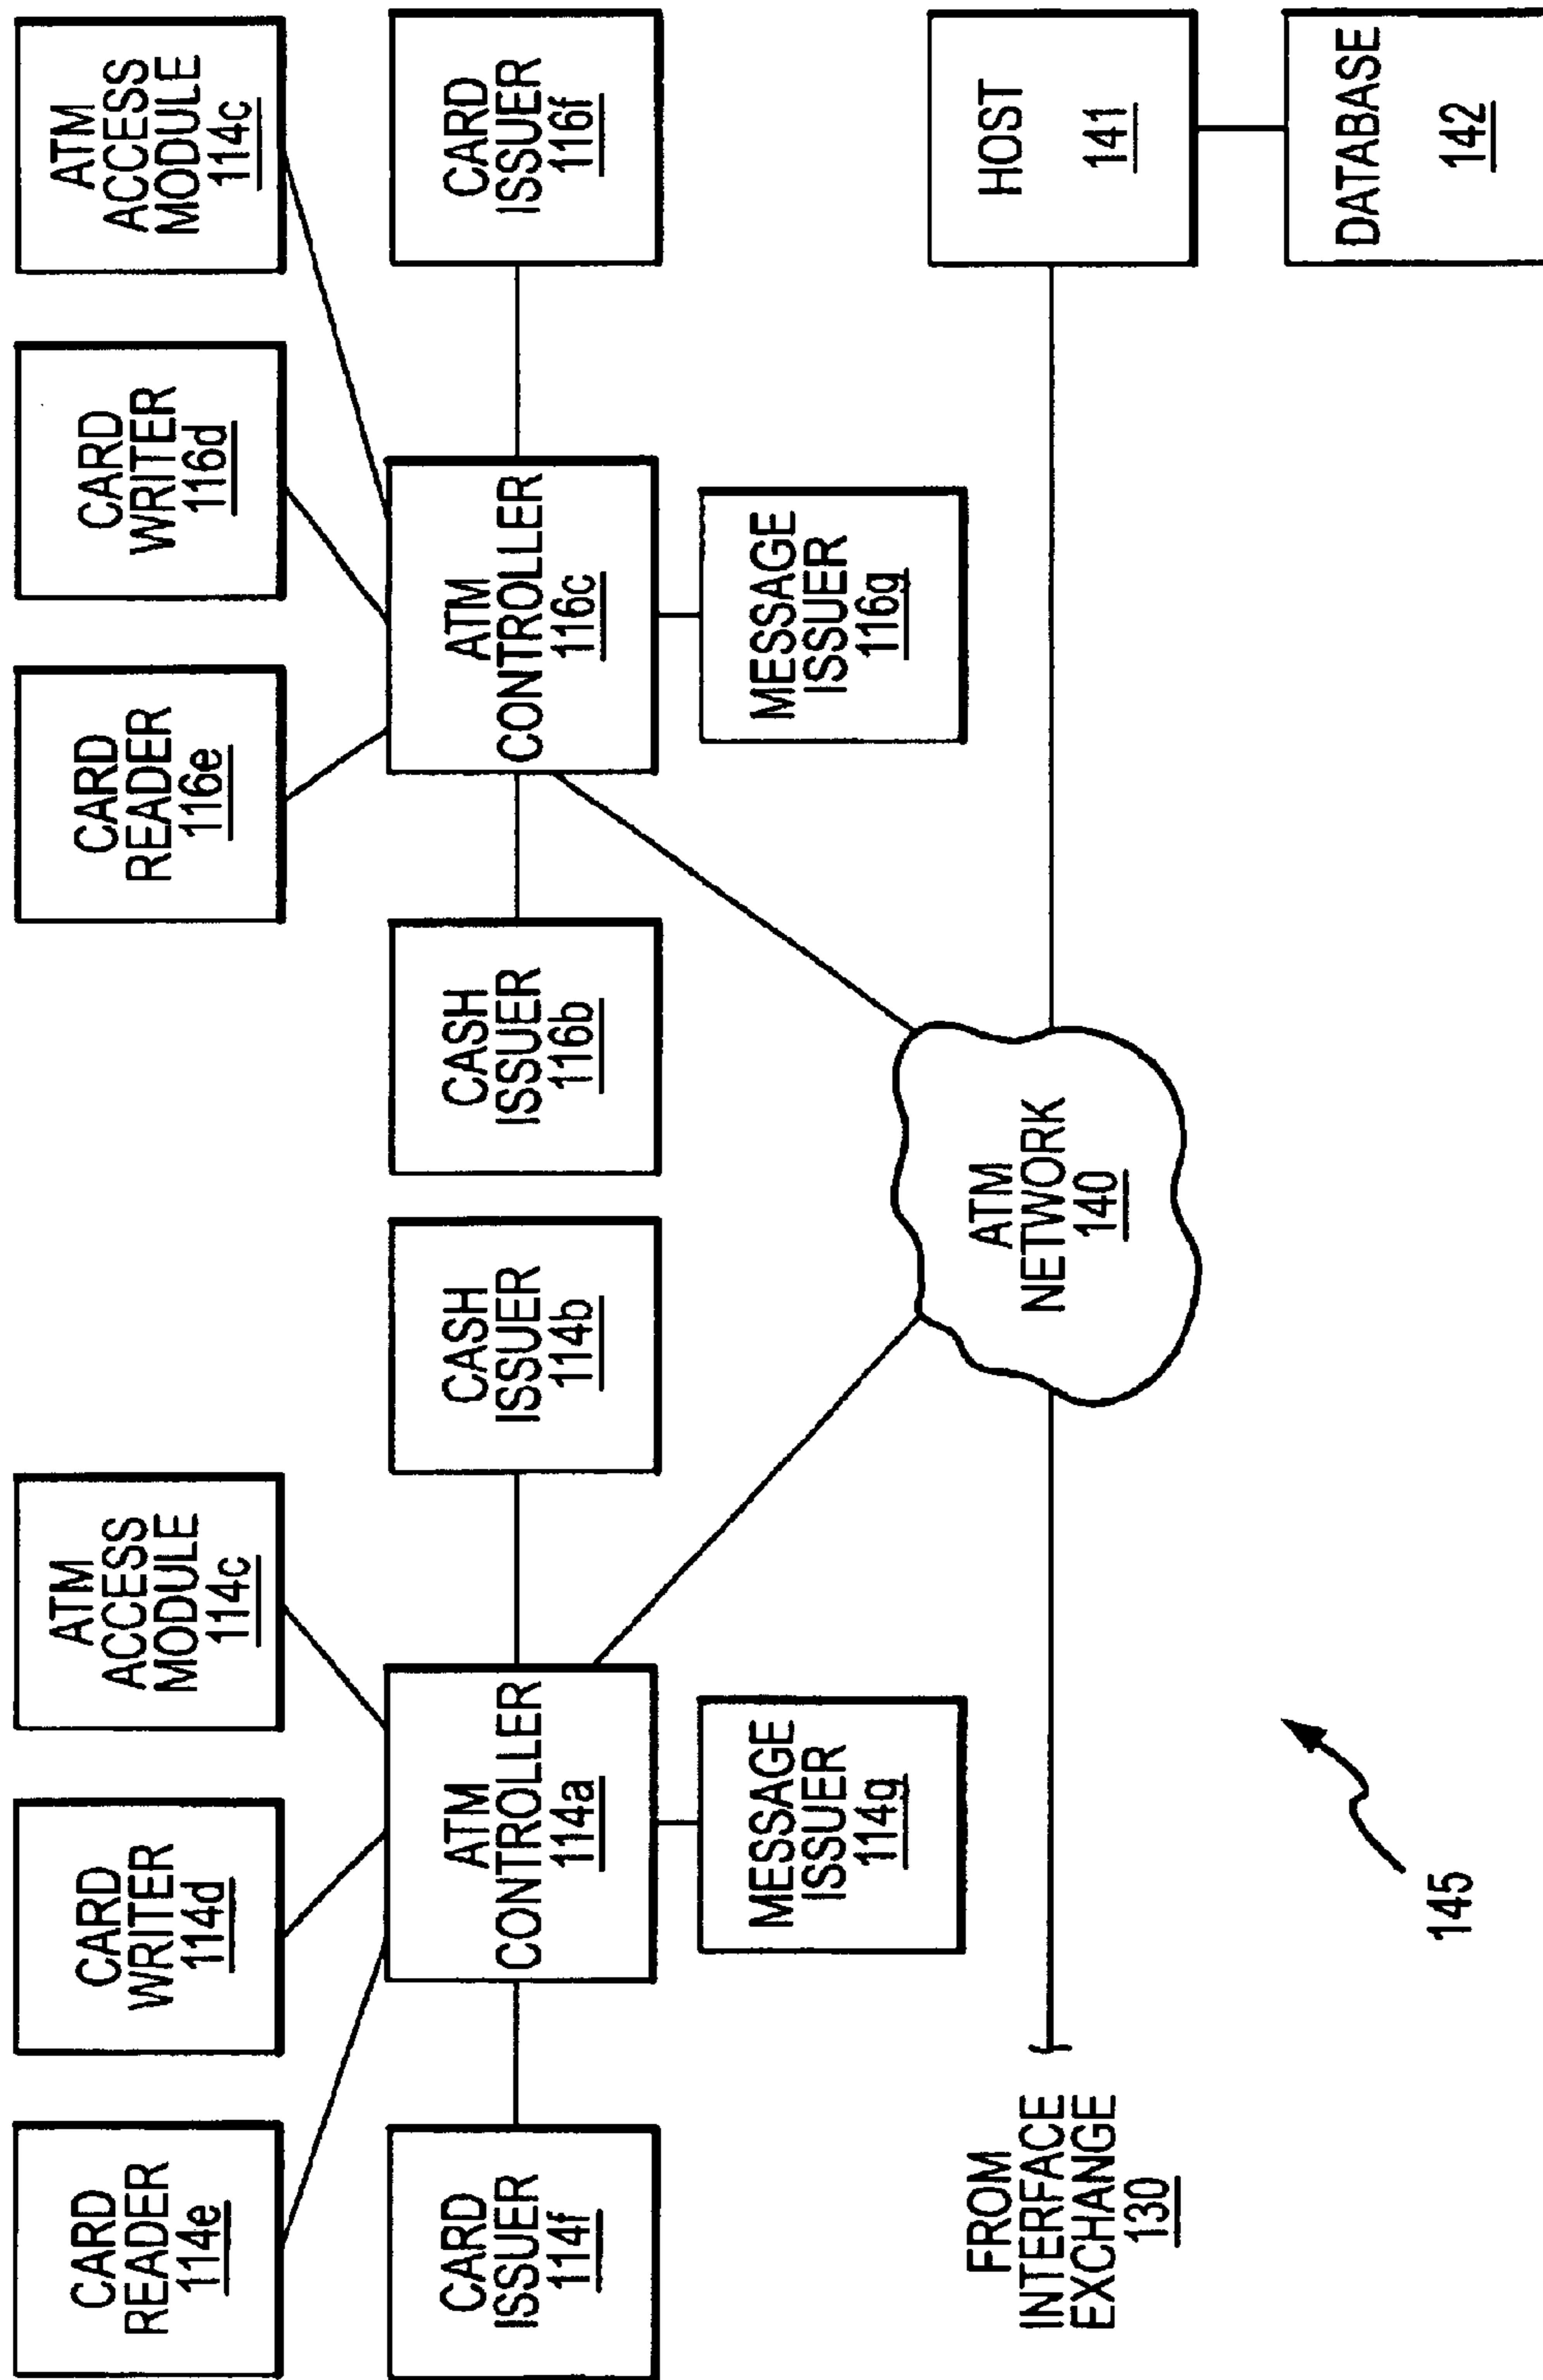 CARD
READER
114e
CARD
WRITER
114d
ATM
ACCESS
MODULE
114c
CARD
READER
116e
CARD
WRITER
116d
ATM
ACCESS
MODULE
114c
CARD
ISSUER
114f
ATM
CONTROLLER
114a
CASH
ISSUER
114b
CASH
ISSUER
116b
ATM
CONTROLLER
116c
CARD
ISSUER
116f
MESSAGE
ISSUER
114g
MESSAGE
ISSUER
116g
FROM
INTERFACE
EXCHANGE
130
ATM
NETWORK
140
HOST
141
DATABASE
142
145